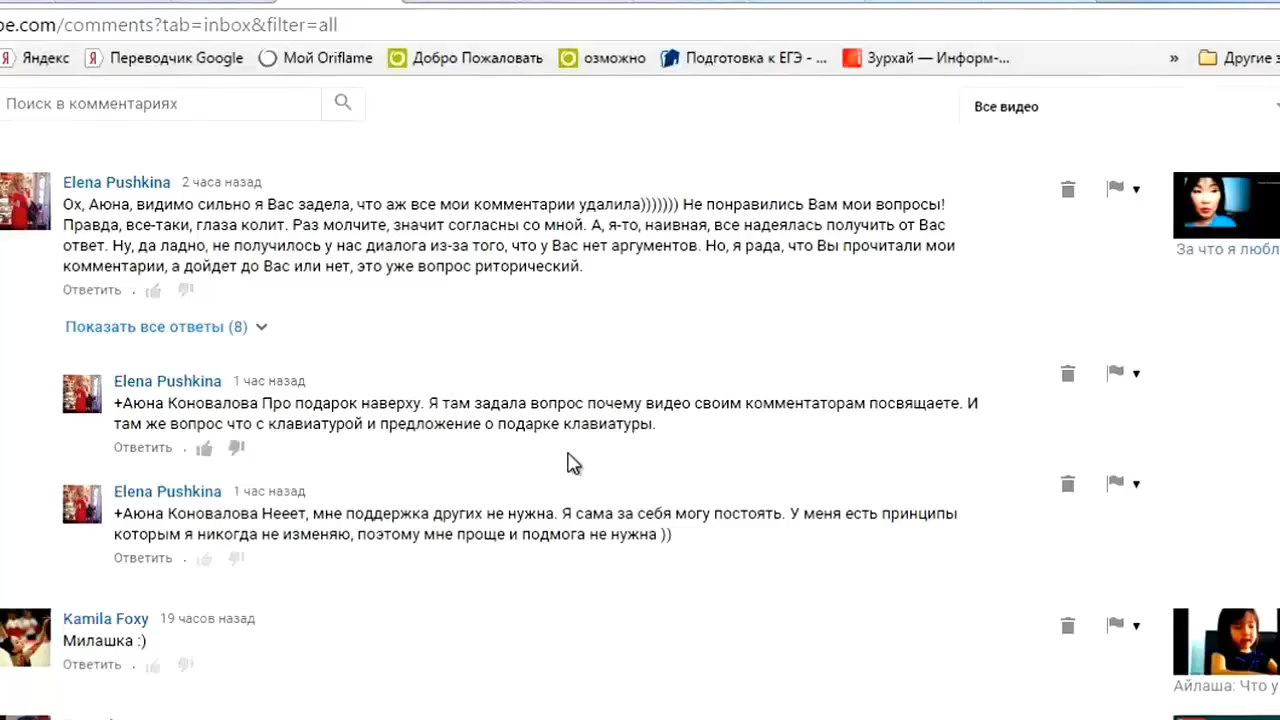 be.com/comments?tab=inbox&filter=all
Яндекс Переводчик Google Мой Oriflame Добро Пожаловать озможно Подготовка к ЕГЭ - ... Зурхай — Информ-... » Другие з
Поиск в комментариях
Все видео
Elena Pushkina 2 часа назад
Ох, Аюна, видимо сильно я Вас задела, что аж все мои комментарии удалила))))))) Не понравились Вам мои вопросы!
Правда, все-таки, глаза колит. Раз молчите, значит согласны со мной. А, я-то, наивная, все надеялась получить от Вас
ответ. Ну, да ладно, не получилось у нас диалога из-за того, что у Вас нет аргументов. Но, я рада, что Вы прочитали мои
комментарии, а дойдет до Вас или нет, это уже вопрос риторический.
За что я любл
Ответить .
Показать все ответы (8)
Elena Pushkina 1 час назад
+Аюна Коновалова Про подарок наверху. Я там задала вопрос почему видео своим комментаторам посвящаете. И
там же вопрос что с клавиатурой и предложение о подарке клавиатуры.
Ответить .
Elena Pushkina 1 час назад
+Аюна Коновалова Нееет, мне поддержка других не нужна. Я сама за себя могу постоять. У меня есть принципы
которым я никогда не изменяю, поэтому мне проще и подмога не нужна ))
Ответить .
Kamila Foxy 19 часов назад
Милашка :)
Ответить .
Айлаша: Что у